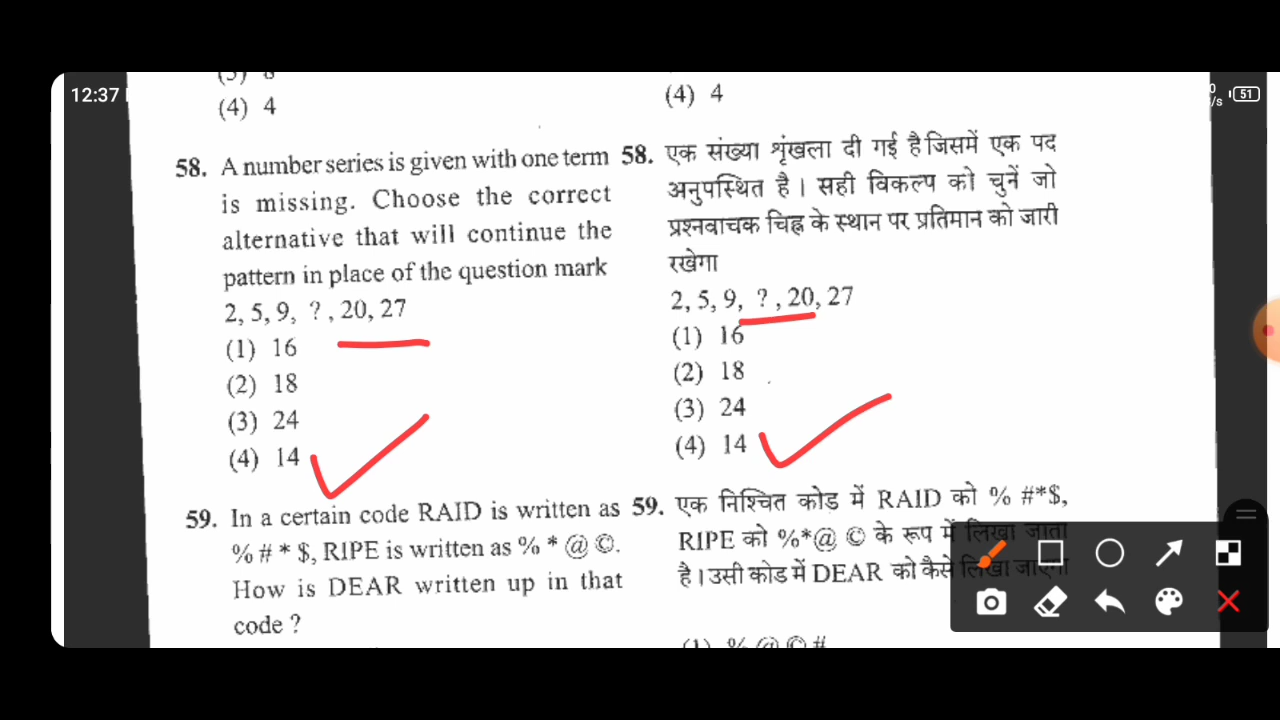 12:37
51
(4) 4
58. A number series is given with one term
is missing. Choose the correct
alternative that will continue the
pattern in place of the question mark
2, 5, 9, ? , 20, 27
(1) 16
(2) 18
(3) 24
(4) 14
59. In a certain code RAID is written as
% # * $, RIPE is written as % * @ ©.
How is DEAR written up in that
code ?
(4) 4
58. एक संख्या शृंखला दी गई है जिसमें एक पद
अनुपस्थित है । सही विकल्प को चुनें जो
प्रश्नवाचक चिह्न के स्थान पर प्रतिमान को जारी
रखेगा
2, 5, 9, ? , 20, 27
(1) 16
(2) 18
(3) 24
(4) 14
59. एक निश्चित कोड में RAID को % #*$,
RIPE को %*@ © के रूप में लिखा जाता
है । उसी कोड में DEAR को कैसे लिखा जाएगा